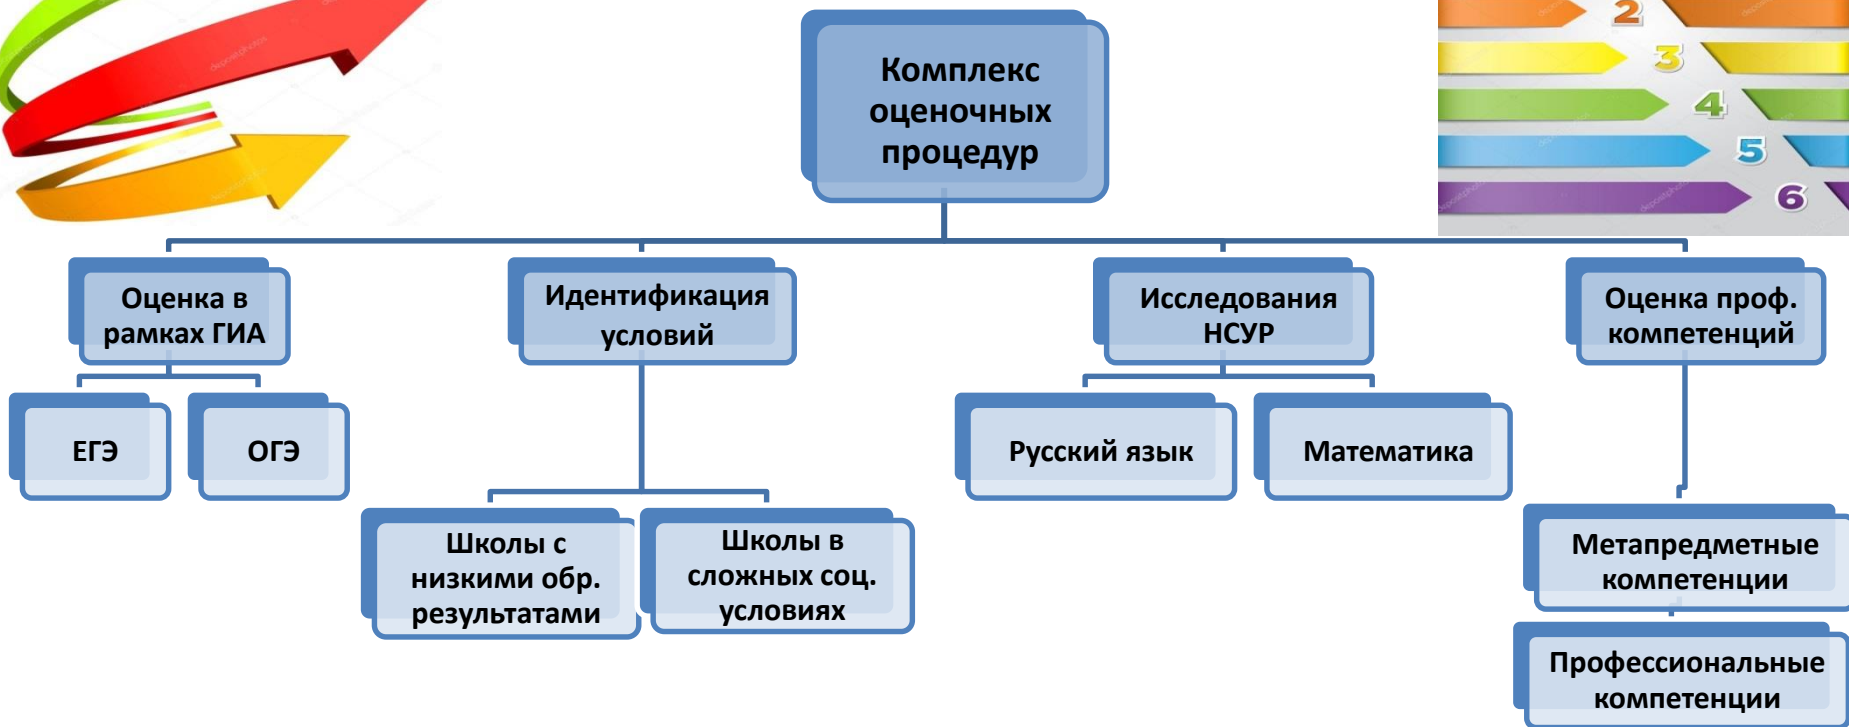 Комплекс
оценочных
процедур
2
3
4
5
6
Оценка в
рамках ГИА
Идентификация
условий
Исследования
НСУР
Оценка проф.
компетенций
ЕГЭ
ОГЭ
Русский язык
Математика
Школы с
низкими обр.
результатами
Школы в
сложных соц.
условиях
Метапредметные
компетенции
Профессиональные
компетенции